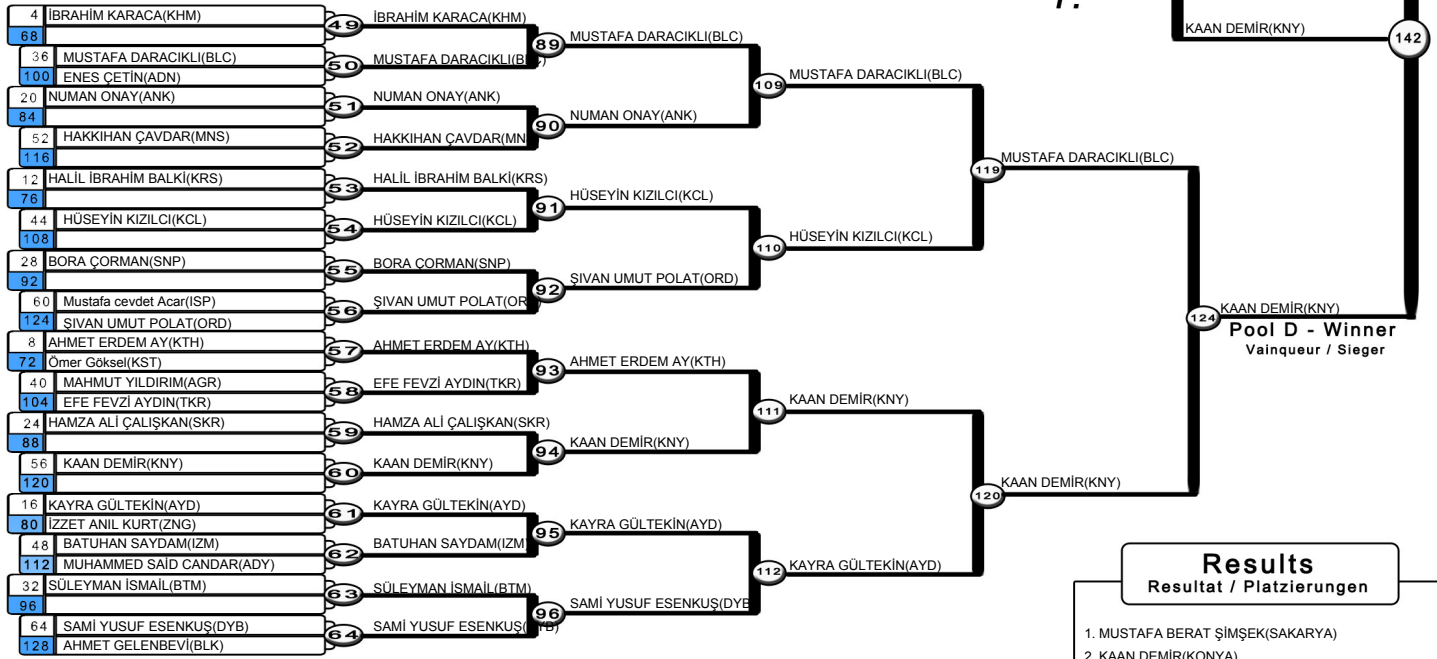 4 İBRAHİM KARACA(KHM)
68
36 MUSTAFA DARACIKLI(BLC)
100 ENES ÇETİN(ADN)
20 NUMAN ONAY(ANK)
84
52 HAKKIHAN ÇAVDAR(MNS)
116
12 HALİL İBRAHİM BALKİ(KRS)
76
44 HÜSEYİN KIZILCI(KCL)
108
28 BORA ÇORMAN(SNP)
92
60 Mustafa cevdet Acar(ISP)
124 ŞIVAN UMUT POLAT(ORD)
8 AHMET ERDEM AY(KTH)
72 Ömer Göksel(KST)
40 MAHMUT YILDIRIM(AGR)
104 EFE FEVZİ AYDIN(TKR)
24 HAMZA ALİ ÇALIŞKAN(SKR)
88
56 KAAN DEMİR(KNY)
120
16 KAYRA GÜLTEKİN(AYD)
80 İZZET ANIL KURT(ZNG)
48 BATUHAN SAYDAM(IZM)
112 MUHAMMED SAİD CANDAR(ADY)
32 SÜLEYMAN İSMAİL(BTM)
96
64 SAMİ YUSUF ESENKUŞ(DYB)
128 AHMET GELENBEVİ(BLK)
49 İBRAHİM KARACA(KHM)
50 MUSTAFA DARACIKLI(BLC)
51 NUMAN ONAY(ANK)
52 HAKKIHAN ÇAVDAR(MNS
53 HALİL İBRAHİM BALKİ(KRS)
54 HÜSEYİN KIZILCI(KCL)
55 BORA ÇORMAN(SNP)
56 ŞIVAN UMUT POLAT(ORD)
57 AHMET ERDEM AY(KTH)
58 EFE FEVZİ AYDIN(TKR)
59 HAMZA ALİ ÇALIŞKAN(SKR)
60 KAAN DEMİR(KNY)
61 KAYRA GÜLTEKİN(AYD)
62 BATUHAN SAYDAM(IZM)
63 SÜLEYMAN İSMAİL(BTM)
64 SAMİ YUSUF ESENKUŞ(DYB)
89 MUSTAFA DARACIKLI(BLC)
90 NUMAN ONAY(ANK)
91 HÜSEYİN KIZILCI(KCL)
92 ŞIVAN UMUT POLAT(ORD)
93 AHMET ERDEM AY(KTH)
94 KAAN DEMİR(KNY)
95 KAYRA GÜLTEKİN(AYD)
96 SAMİ YUSUF ESENKUŞ(DYB
109 MUSTAFA DARACIKLI(BLC)
110 HÜSEYİN KIZILCI(KCL)
111 KAAN DEMİR(KNY)
112 KAYRA GÜLTEKİN(AYD)
119 MUSTAFA DARACIKLI(BLC)
120 KAAN DEMİR(KNY)
124 KAAN DEMİR(KNY)
Pool D - Winner
Vainqueur / Sieger
KAAN DEMİR(KNY)
142
Results
Resultat / Platzierungen
1. MUSTAFA BERAT ŞİMŞEK(SAKARYA)
2. KAAN DEMİR(KONYA)